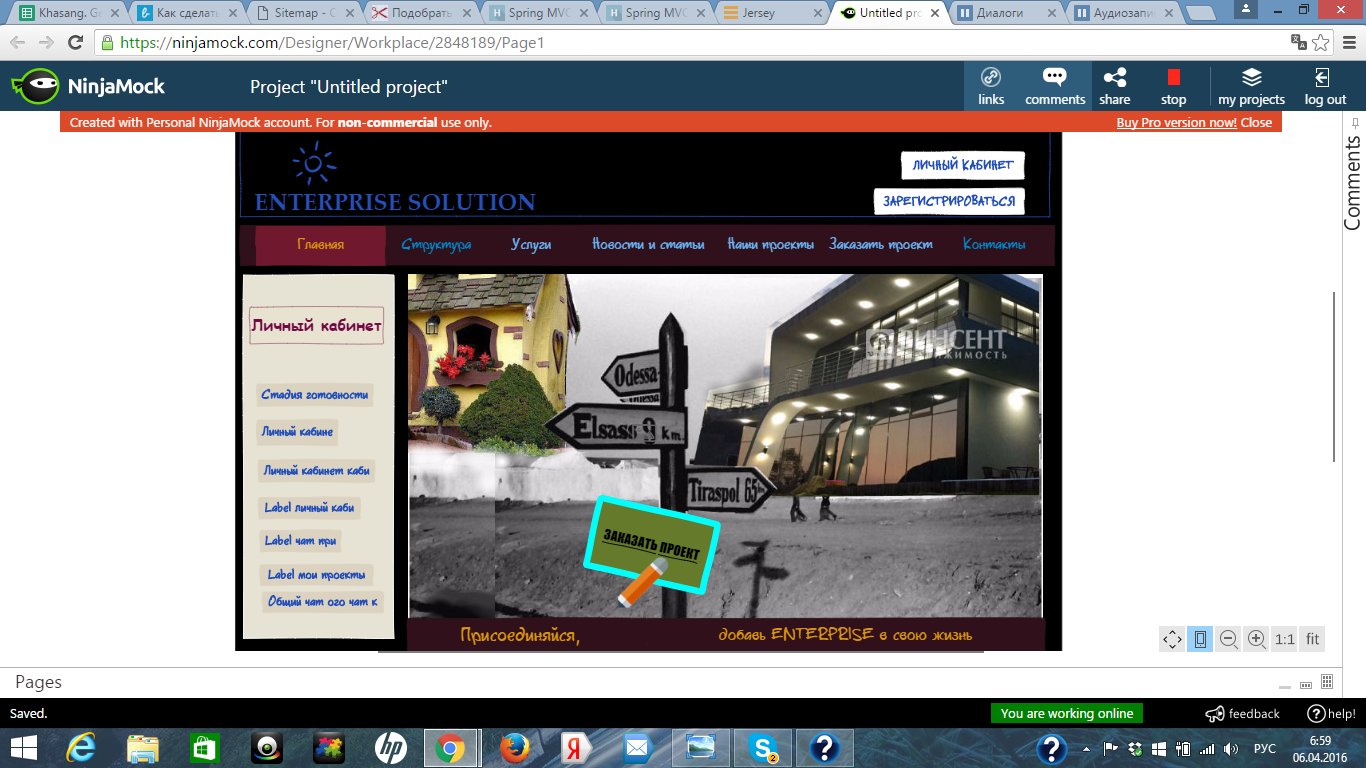 Khasang. Ge
Как сделать
Sitemap - C
Подобрать
Spring MVC
Spring MVC
Jersey
Untitled pro
Диалоги
Аудиозапи
https://ninjamock.com/Designer/Workplace/2848189/Page1
NinjaMock
Project "Untitled project"
links
comments
share
stop
my projects
log out
Created with Personal NinjaMock account. For non-commercial use only.
Buy Pro version now! Close
Comments
ENTERPRISE SOLUTION
ЛИЧНЫЙ КАБИНЕТ
ЗАРЕГИСТРИРОВАТЬСЯ
Главная
Структура
Услуги
Новости и статьи
Наши проекты
Заказать проект
Контакты
Личный кабинет
Стадия готовности
Личный кабине
Личный кабинет каби
Label личный каби
Label чат при
Label мои проекты
Общий чат ого чат к
Odessa
Elsass 0 km.
Tiraspol 65
ВИНСЕНТ
НЕДВИЖИМОСТЬ
ЗАКАЗАТЬ ПРОЕКТ
Присоединяйся,
добавь ENTERPRISE в свою жизнь
1:1
fit
Pages
Saved.
You are working online
feedback
help!
hp
2
РУС
6:59
06.04.2016